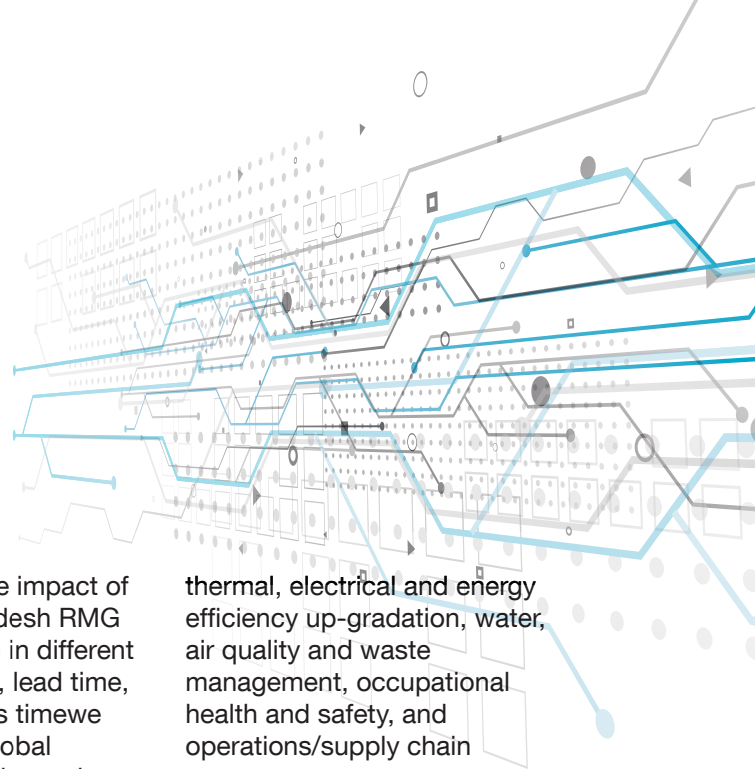 e impact of
desh RMG
in different
, lead time,
s timewe
obal
thermal, electrical and energy
efficiency up-gradation, water,
air quality and waste
management, occupational
health and safety, and
operations/supply chain